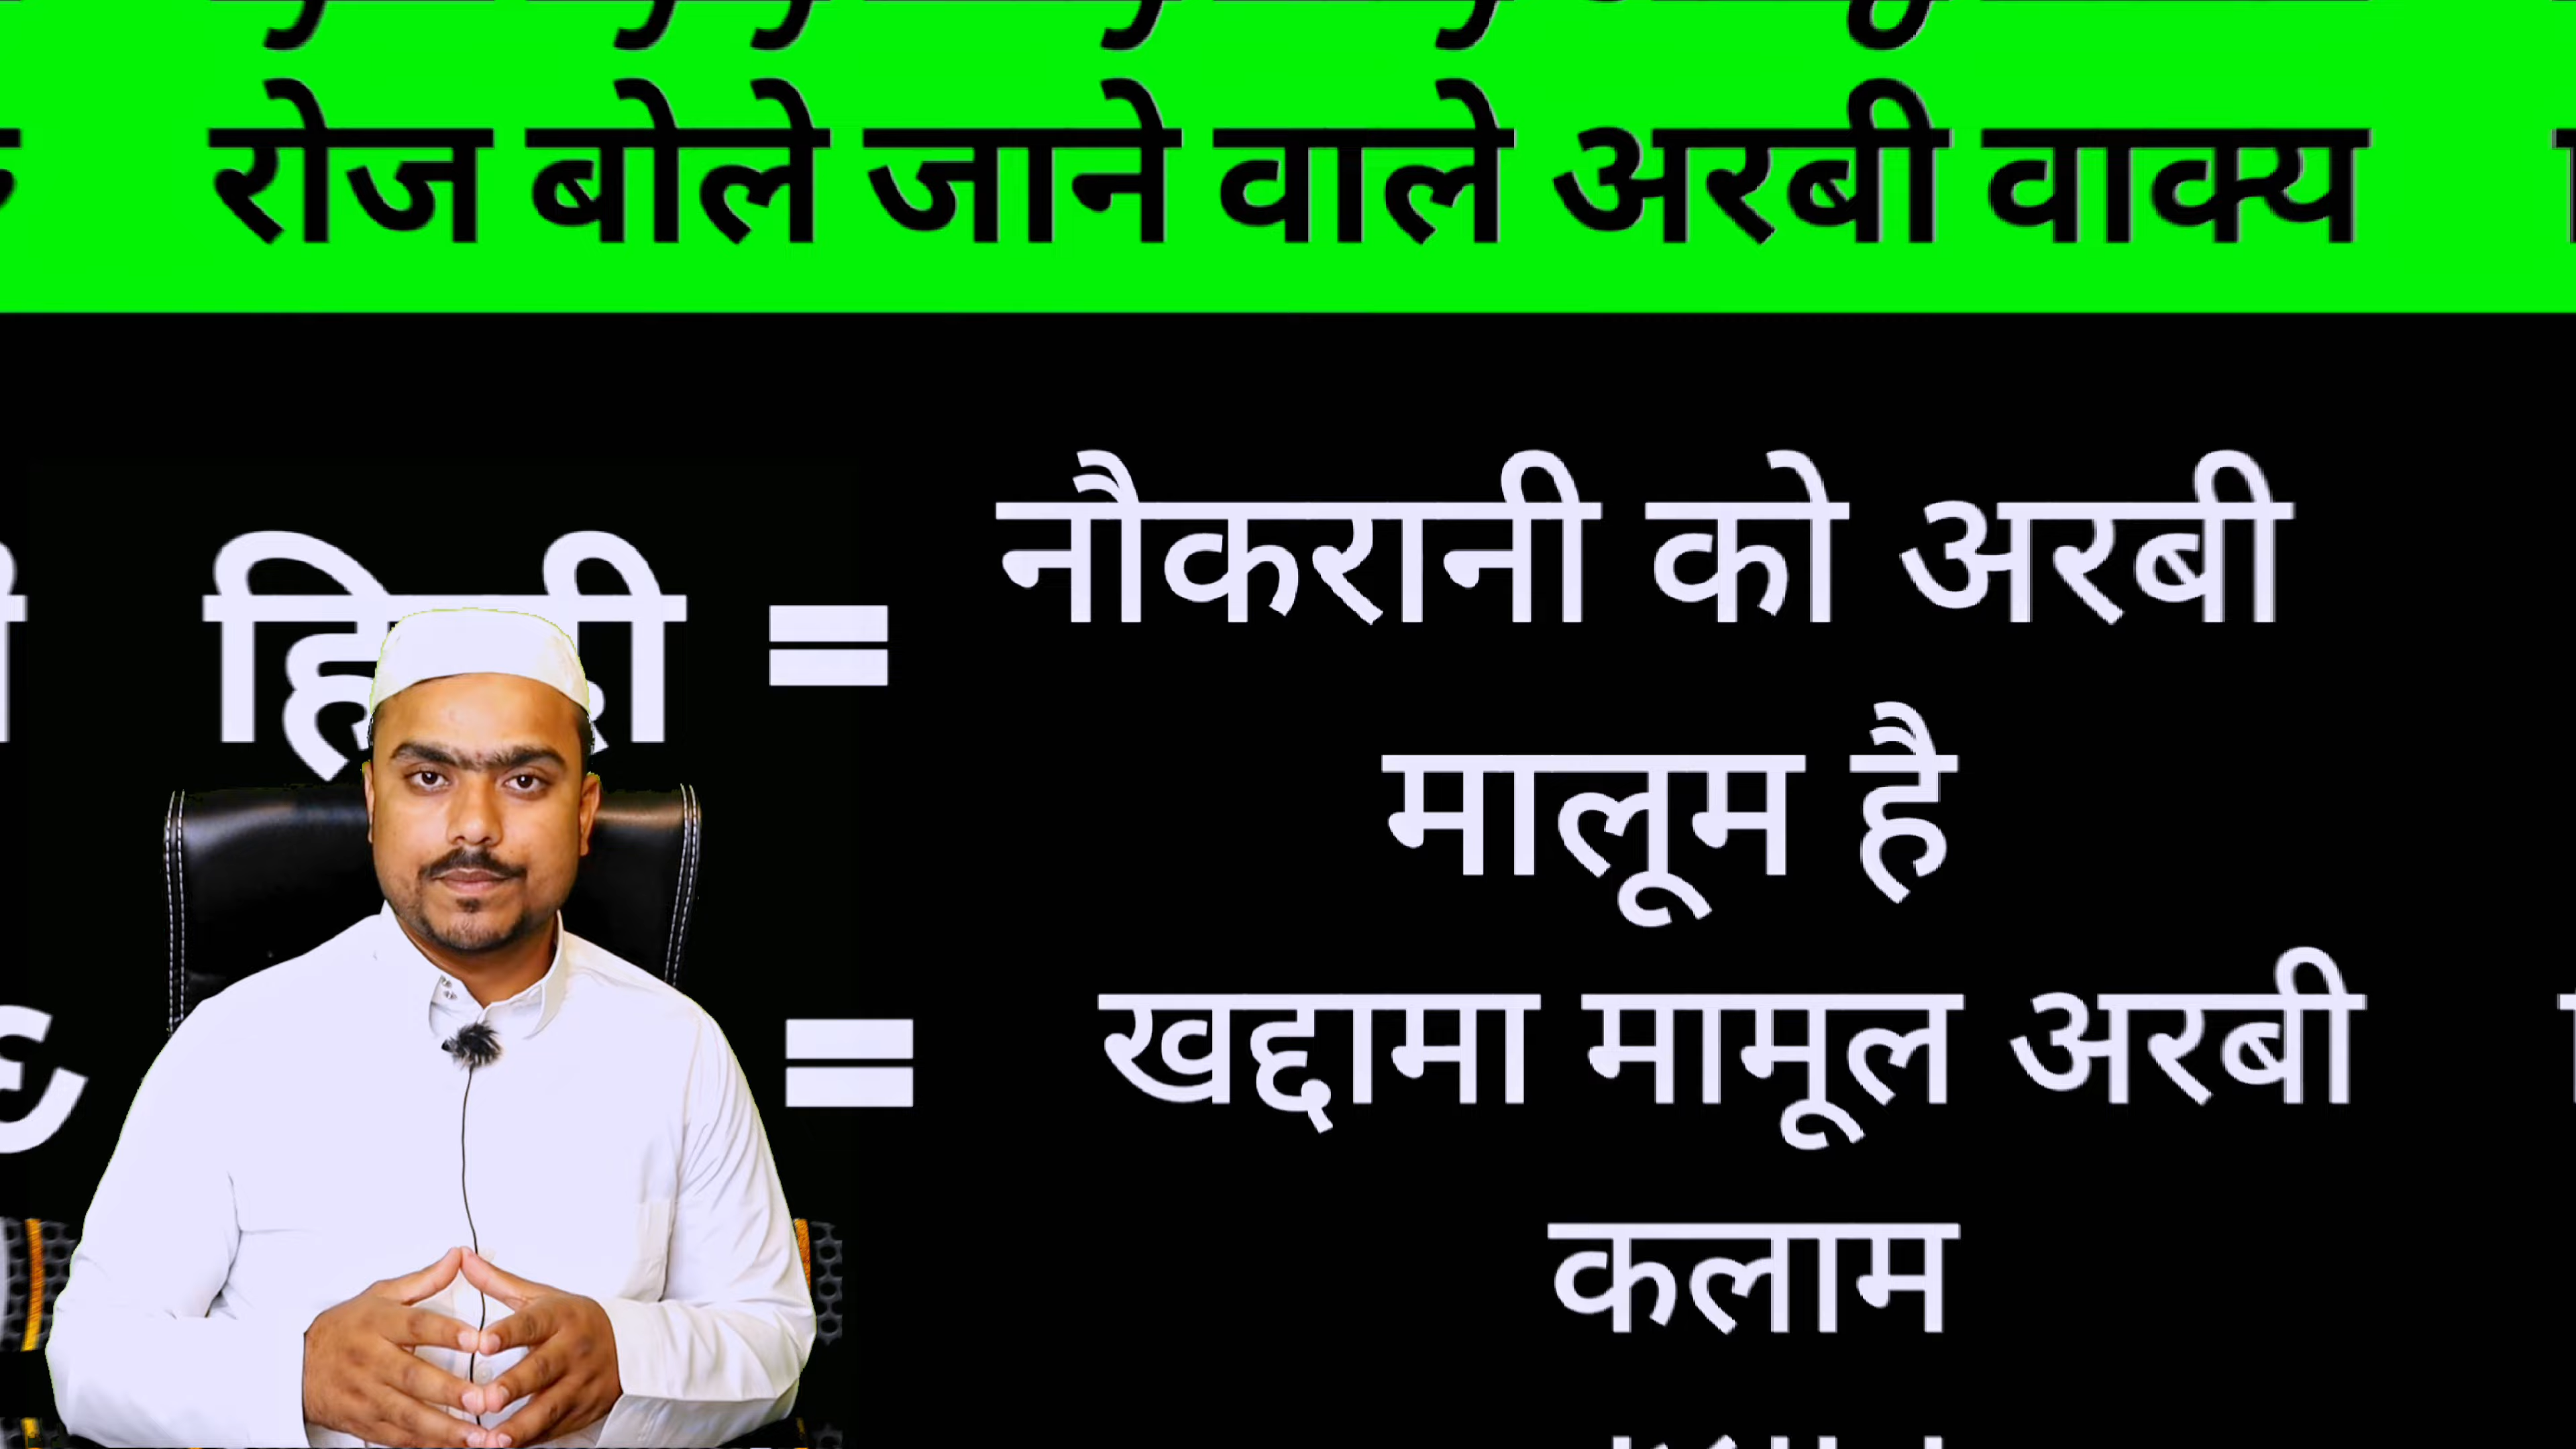 रोज बोले जाने वाले अरबी वाक्य
= नौकरानी को अरबी
मालूम है
= खद्दामा मामूल अरबी
कलाम